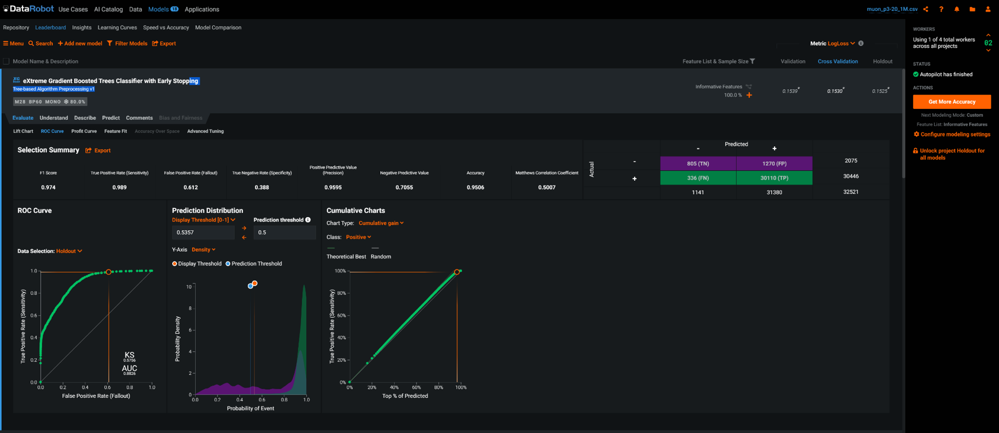 DataRobot Use Cases AI Catalog Data Models 18 Applications muon_p3-20_1M.csv ?
Repository Leaderboard Insights Learning Curves Speed vs Accuracy Model Comparison
Menu Search + Add new model Filter Models Export Metric LogLoss
Model Name & Description Feature List & Sample Size Validation Cross Validation Holdout
XG eXtreme Gradient Boosted Trees Classifier with Early Stopping
Tree-based Algorithm Preprocessing v1
M28 BP60 MONO 80.0%
Informative Features
100.0 % +
0.1539* 0.1530* 0.1525*
Evaluate Understand Describe Predict Comments Bias and Fairness
Lift Chart ROC Curve Profit Curve Feature Fit Accuracy Over Space Advanced Tuning
Selection Summary Export
F1 Score
0.974
True Positive Rate (Sensitivity)
0.989
False Positive Rate (Fallout)
0.612
True Negative Rate (Specificity)
0.388
Positive Predictive Value
(Precision)
0.9595
Negative Predictive Value
0.7055
Accuracy
0.9506
Matthews Correlation Coefficient
0.5007
Predicted
- +
Actual
- 805 (TN) 1270 (FP) 2075
+ 336 (FN) 30110 (TP) 30446
1141 31380 32521
ROC Curve
Data Selection: Holdout
True Positive Rate (Sensitivity)
1.0
0.8
0.6
0.4
0.2
0.0
KS
0.5756
AUC
0.8826
0.0 0.2 0.4 0.6 0.8 1.0
False Positive Rate (Fallout)
Prediction Distribution
Display Threshold [0-1] Prediction threshold
0.5357 0.5
Y-Axis Density
Display Threshold Prediction Threshold
Probability Density
10
8
6
4
2
0
0.0 0.2 0.4 0.6 0.8 1.0
Probability of Event
Cumulative Charts
Chart Type: Cumulative gain
Class: Positive
Theoretical Best Random
True Positive Rate (Sensitivity)
100%
80%
60%
40%
20%
0%
0% 20% 40% 60% 80% 100%
Top % of Predicted
WORKERS
Using 1 of 4 total workers
across all projects
02
STATUS
Autopilot has finished
ACTIONS
Get More Accuracy
Next Modeling Mode: Custom
Feature List: Informative Features
Configure modeling settings
Unlock project Holdout for
all models